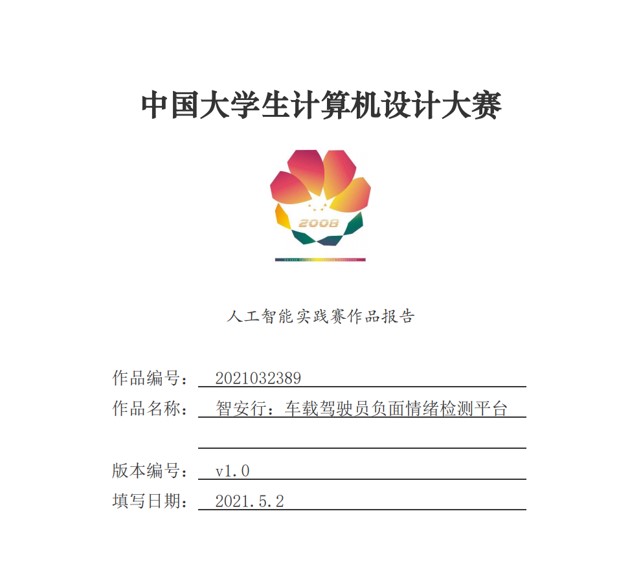 中国大学生计算机设计大赛
2008
人工智能实践赛作品报告
作品编号： 2021032389
作品名称： 智安行：车载驾驶员负面情绪检测平台
版本编号： v1.0
填写日期： 2021.5.2